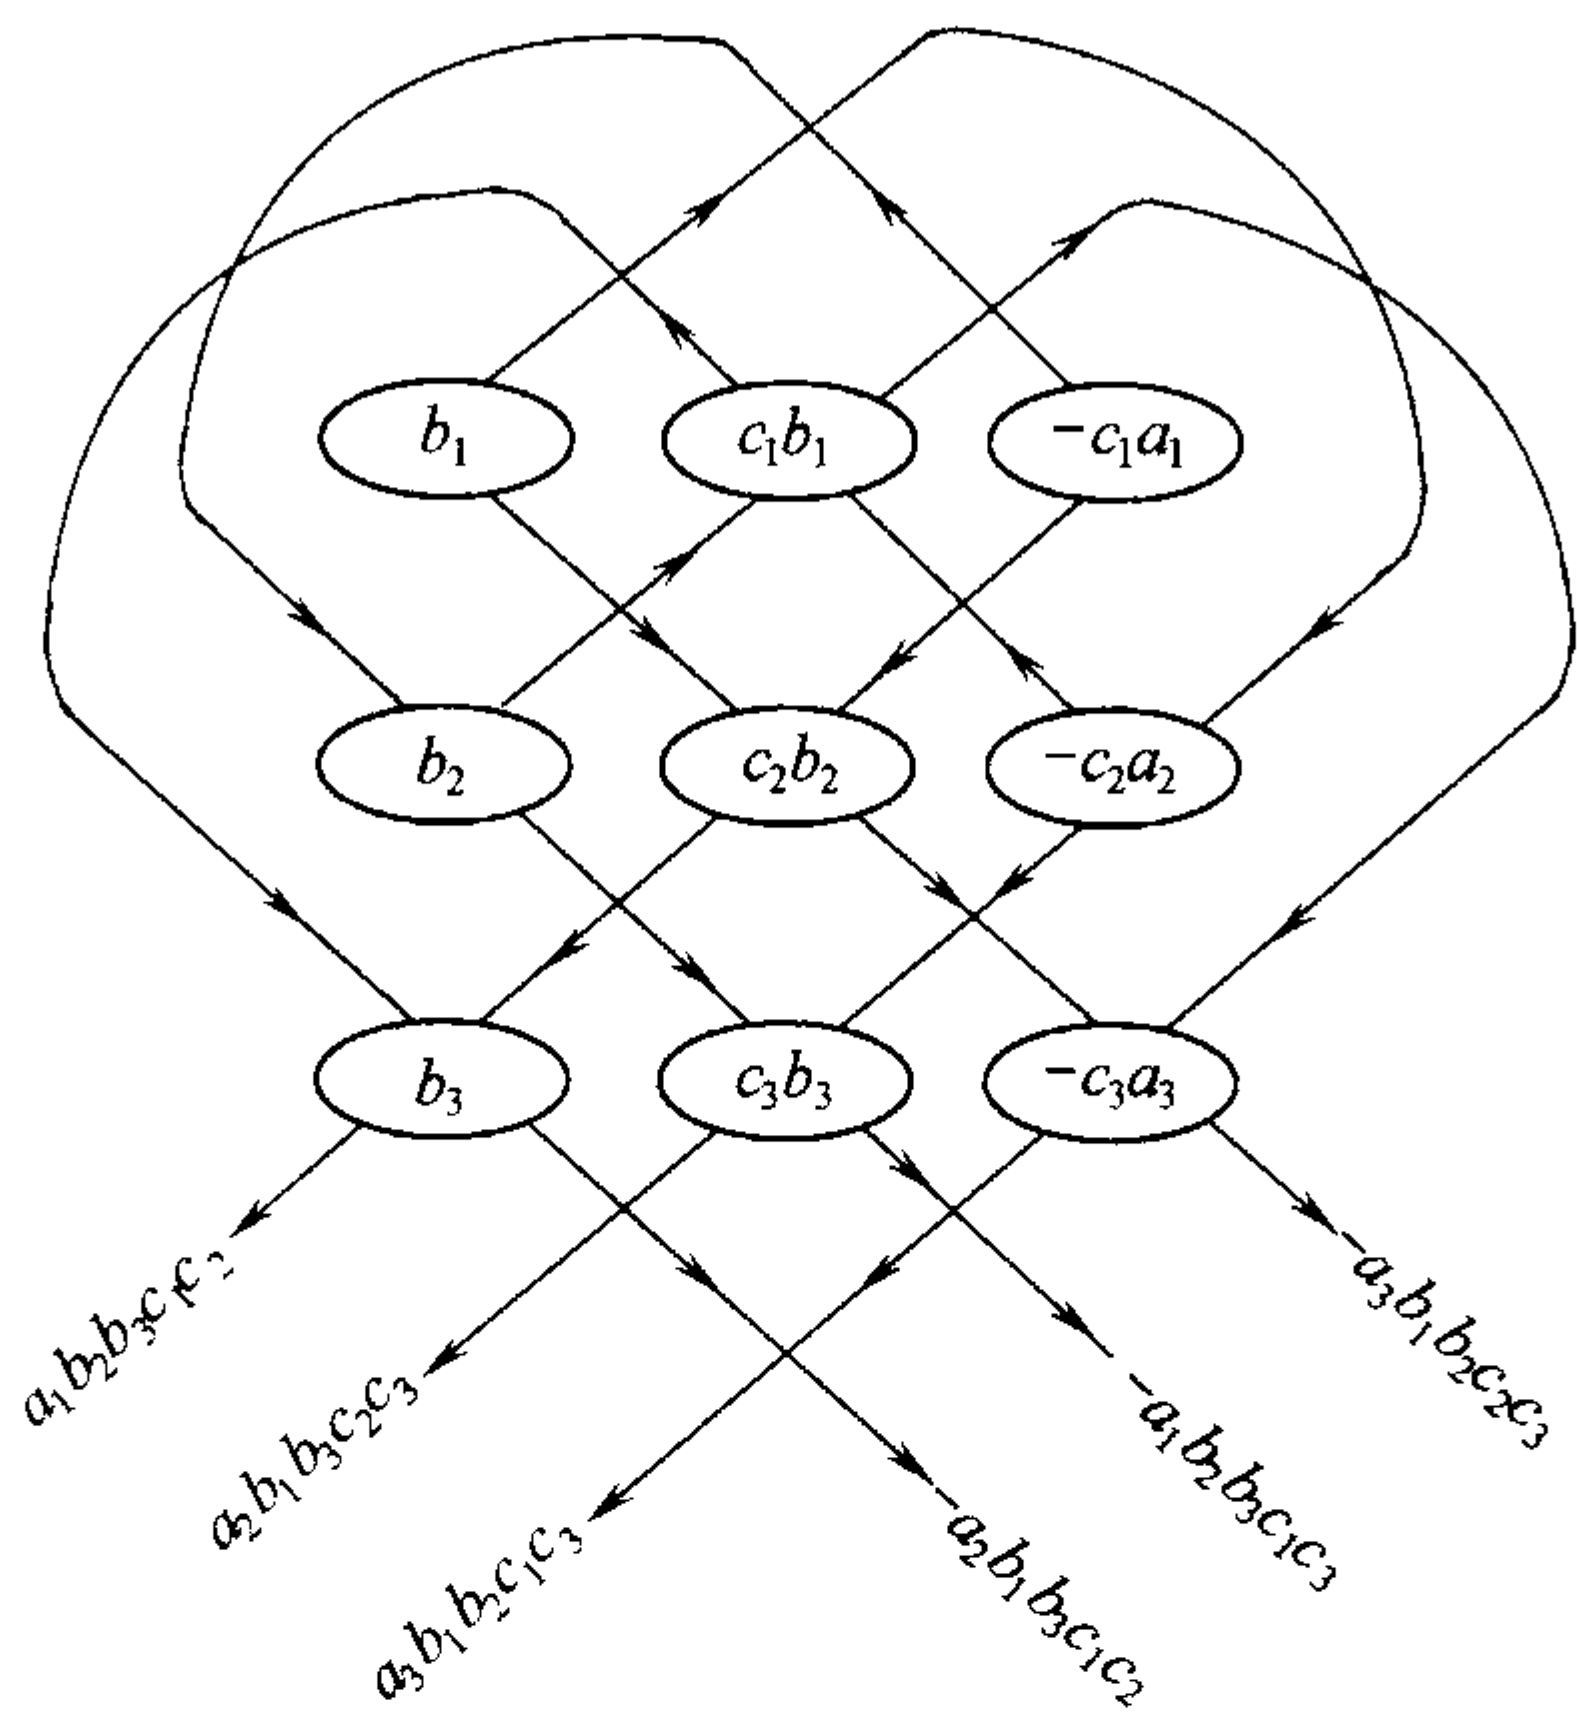 b₁ c₁b₁ −c₁a₁
b₂ c₂b₂ −c₂a₂
b₃ c₃b₃ −c₃a₃
a₁b₂b₃c₁c₂
a₂b₁b₃c₂c₃
a₃b₁b₂c₁c₃
−a₂b₁b₃c₁c₂
−a₁b₂b₃c₁c₃
−a₃b₁b₂c₂c₃